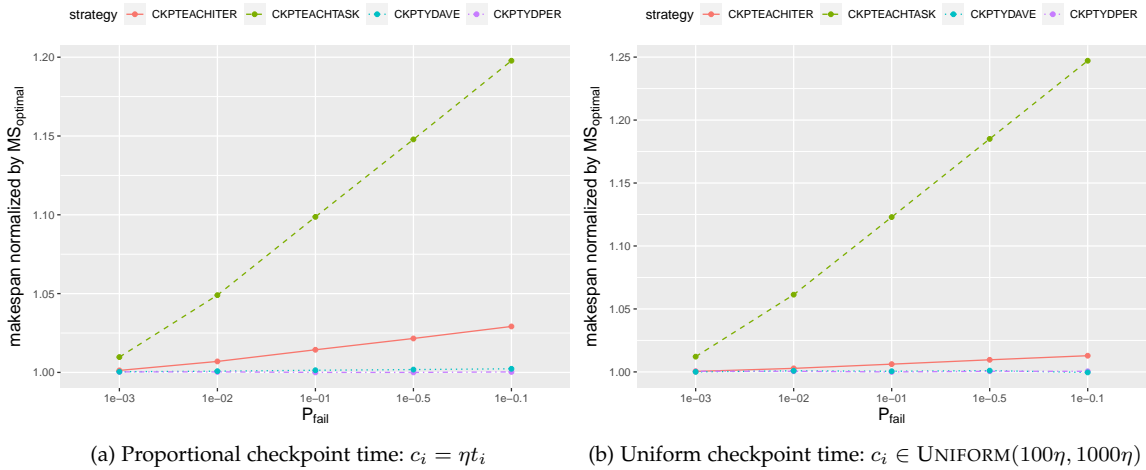 strategy CKPTEACHITER CKPTEACHTASK CKPTYDAVE CKPTYDPER
makespan normalized by MSoptimal
1.20
1.15
1.10
1.05
1.00
1e−03 1e−02 1e−01 1e−0.5 1e−0.1
Pfail
(a) Proportional checkpoint time: ci = ηti
strategy CKPTEACHITER CKPTEACHTASK CKPTYDAVE CKPTYDPER
makespan normalized by MSoptimal
1.25
1.20
1.15
1.10
1.05
1.00
1e−03 1e−02 1e−01 1e−0.5 1e−0.1
Pfail
(b) Uniform checkpoint time: ci ∈ UNIFORM(100η, 1000η)